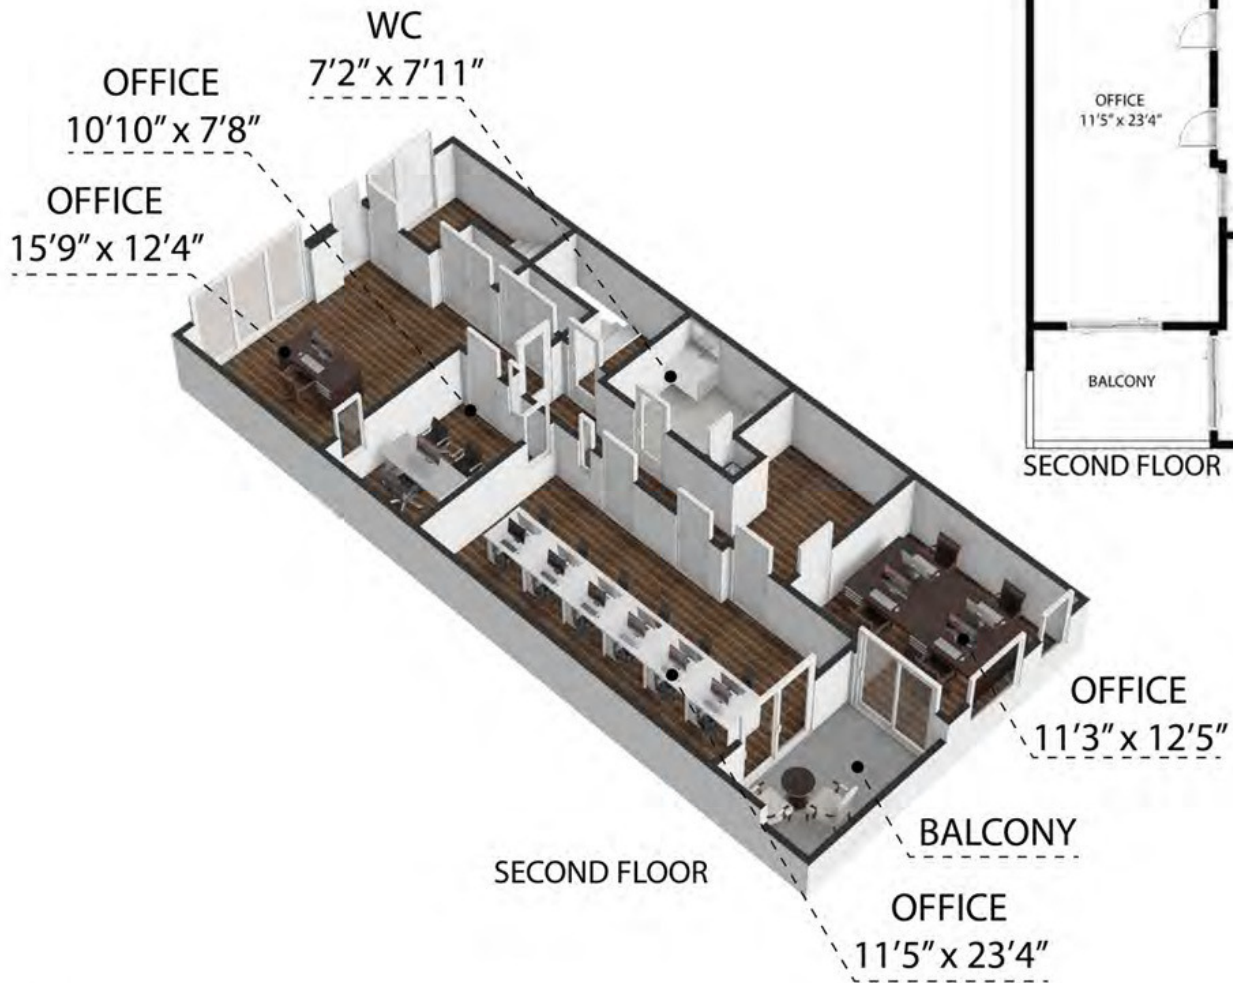 WC
7'2" x 7'11"
OFFICE
10'10" x 7'8"
OFFICE
15'9" x 12'4"
OFFICE
11'5" x 23'4"
BALCONY
SECOND FLOOR
OFFICE
11'3" x 12'5"
BALCONY
SECOND FLOOR
OFFICE
11'5" x 23'4"